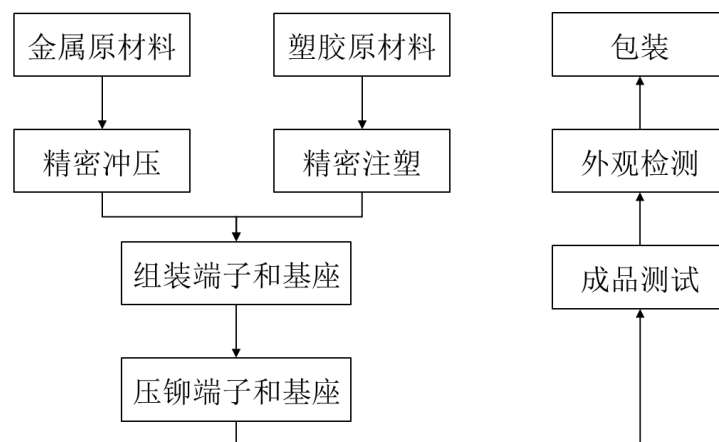 金属原材料
塑胶原材料
包装
精密冲压
精密注塑
外观检测
组装端子和基座
成品测试
压铆端子和基座